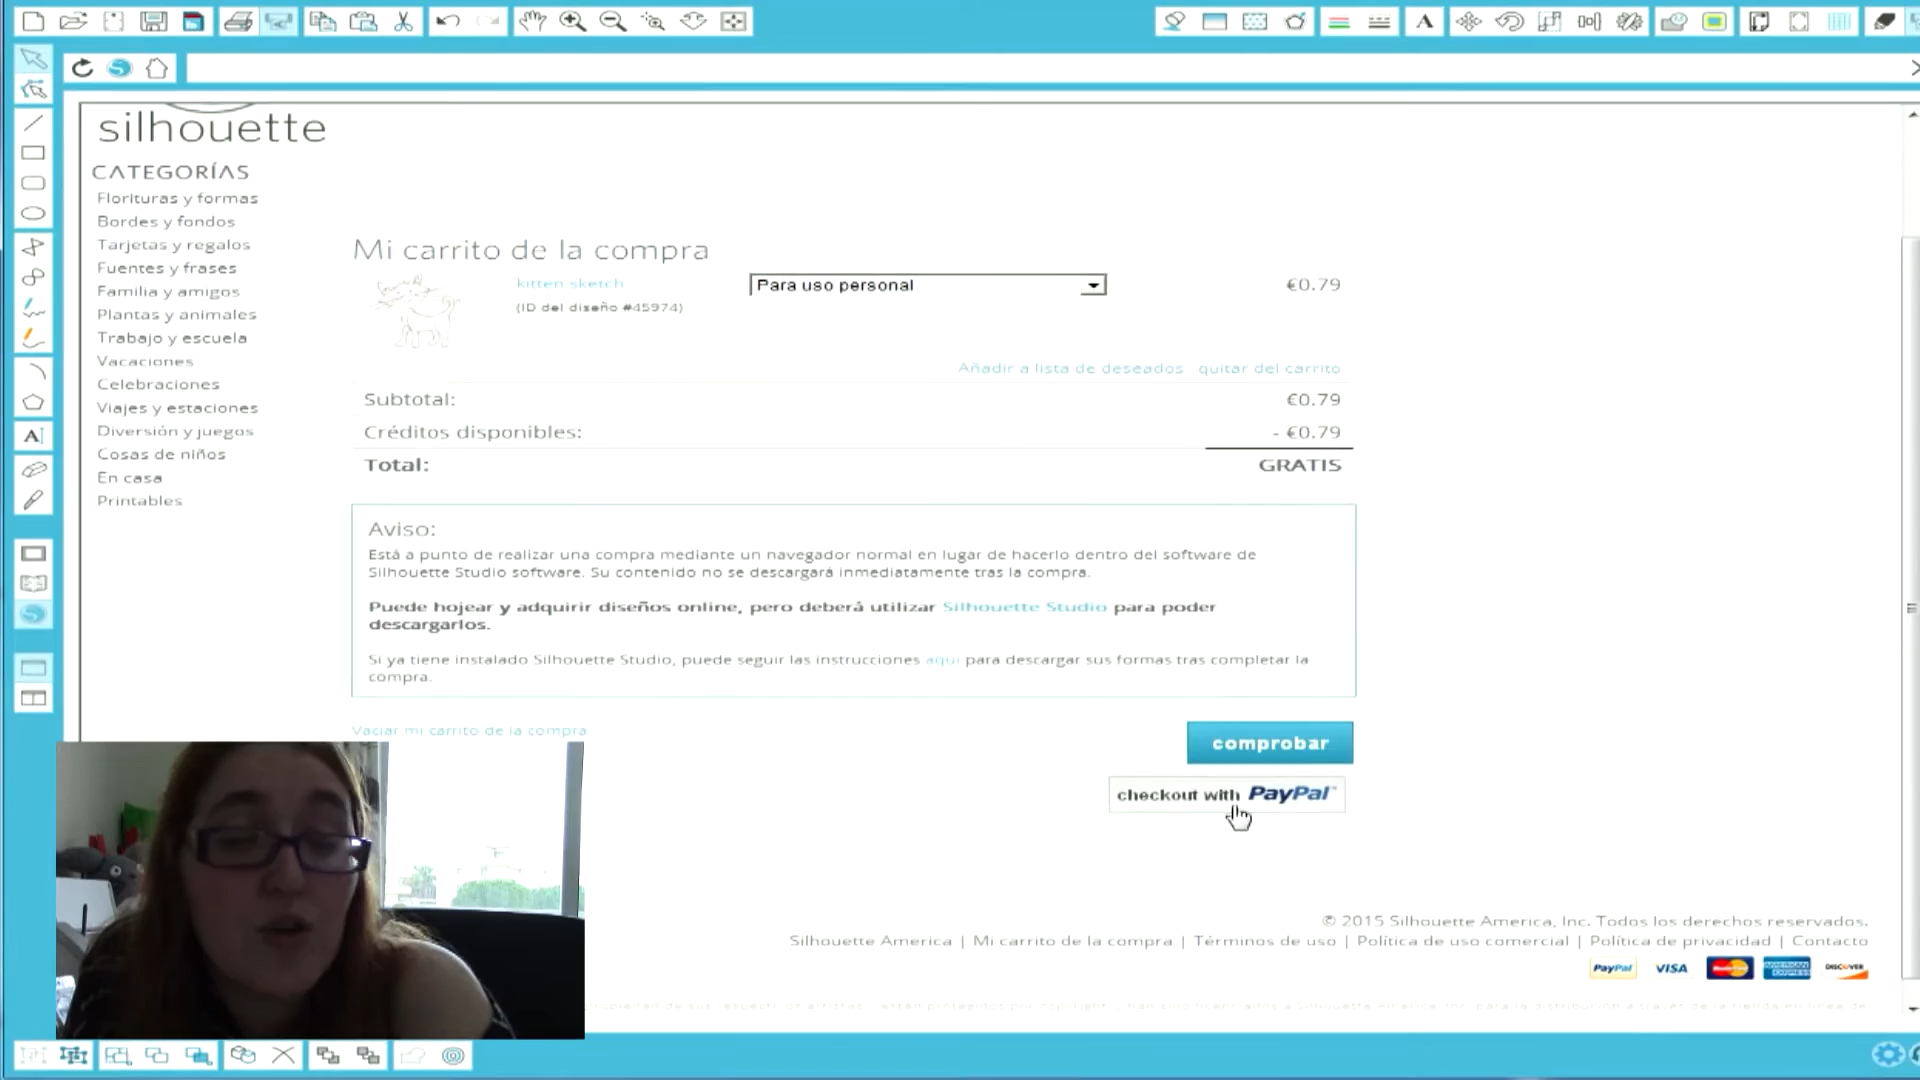 silhouette
CATEGORÍAS
Florituras y formas
Bordes y fondos
Tarjetas y regalos
Fuentes y frases
Familia y amigos
Plantas y animales
Trabajo y escuela
Vacaciones
Celebraciones
Viajes y estaciones
Diversión y juegos
Cosas de niños
En casa
Printables
Mi carrito de la compra
kitten sketch
(ID del diseño #45974)
Para uso personal
€0.79
Añadir a lista de deseados quitar del carrito
Subtotal: €0.79
Créditos disponibles: - €0.79
Total: GRATIS
Aviso:
Está a punto de realizar una compra mediante un navegador normal en lugar de hacerlo dentro del software de
Silhouette Studio software. Su contenido no se descargará inmediatamente tras la compra.
Puede hojear y adquirir diseños online, pero deberá utilizar Silhouette Studio para poder
descargarlos.
Si ya tiene instalado Silhouette Studio, puede seguir las instrucciones aquí para descargar sus formas tras completar la
compra.
Vaciar mi carrito de la compra
comprobar
checkout with PayPal
© 2015 Silhouette America, Inc. Todos los derechos reservados.
Silhouette America | Mi carrito de la compra | Términos de uso | Política de uso comercial | Política de privacidad | Contacto
PayPal VISA MasterCard AMERICAN EXPRESS DISCOVER